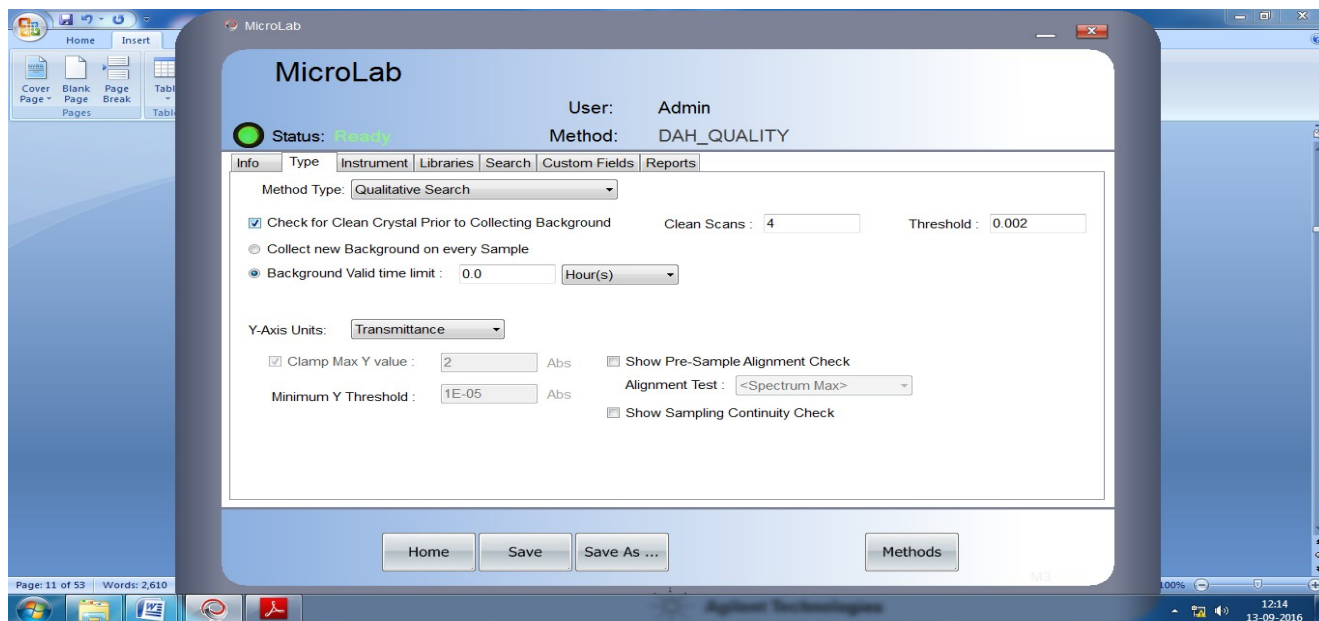 MicroLab
Home Insert
Cover Page Blank Page Page Break
Pages
MicroLab
User: Admin
Status: Ready Method: DAH_QUALITY
Info Type Instrument Libraries Search Custom Fields Reports
Method Type: Qualitative Search
Check for Clean Crystal Prior to Collecting Background Clean Scans : 4 Threshold : 0.002
Collect new Background on every Sample
Background Valid time limit : 0.0 Hour(s)
Y-Axis Units: Transmittance
Clamp Max Y value : 2 Abs Show Pre-Sample Alignment Check
Alignment Test : <Spectrum Max>
Minimum Y Threshold : 1E-05 Abs
Show Sampling Continuity Check
Home Save Save As ... Methods
M3
Page: 11 of 53 Words: 2,610 100%
Agilent Technologies
12:14
13-09-2016